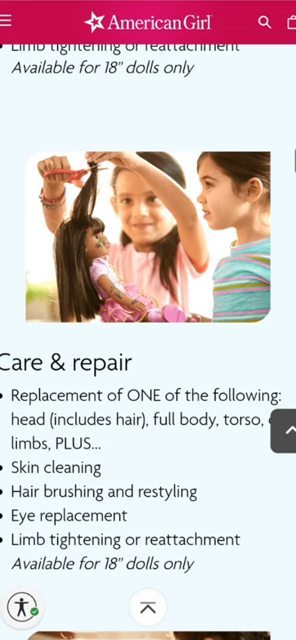 AmericanGirl
• Limb tightening or reattachment
Available for 18" dolls only
Care & repair
• Replacement of ONE of the following:
head (includes hair), full body, torso,
limbs, PLUS...
• Skin cleaning
• Hair brushing and restyling
• Eye replacement
• Limb tightening or reattachment
Available for 18" dolls only